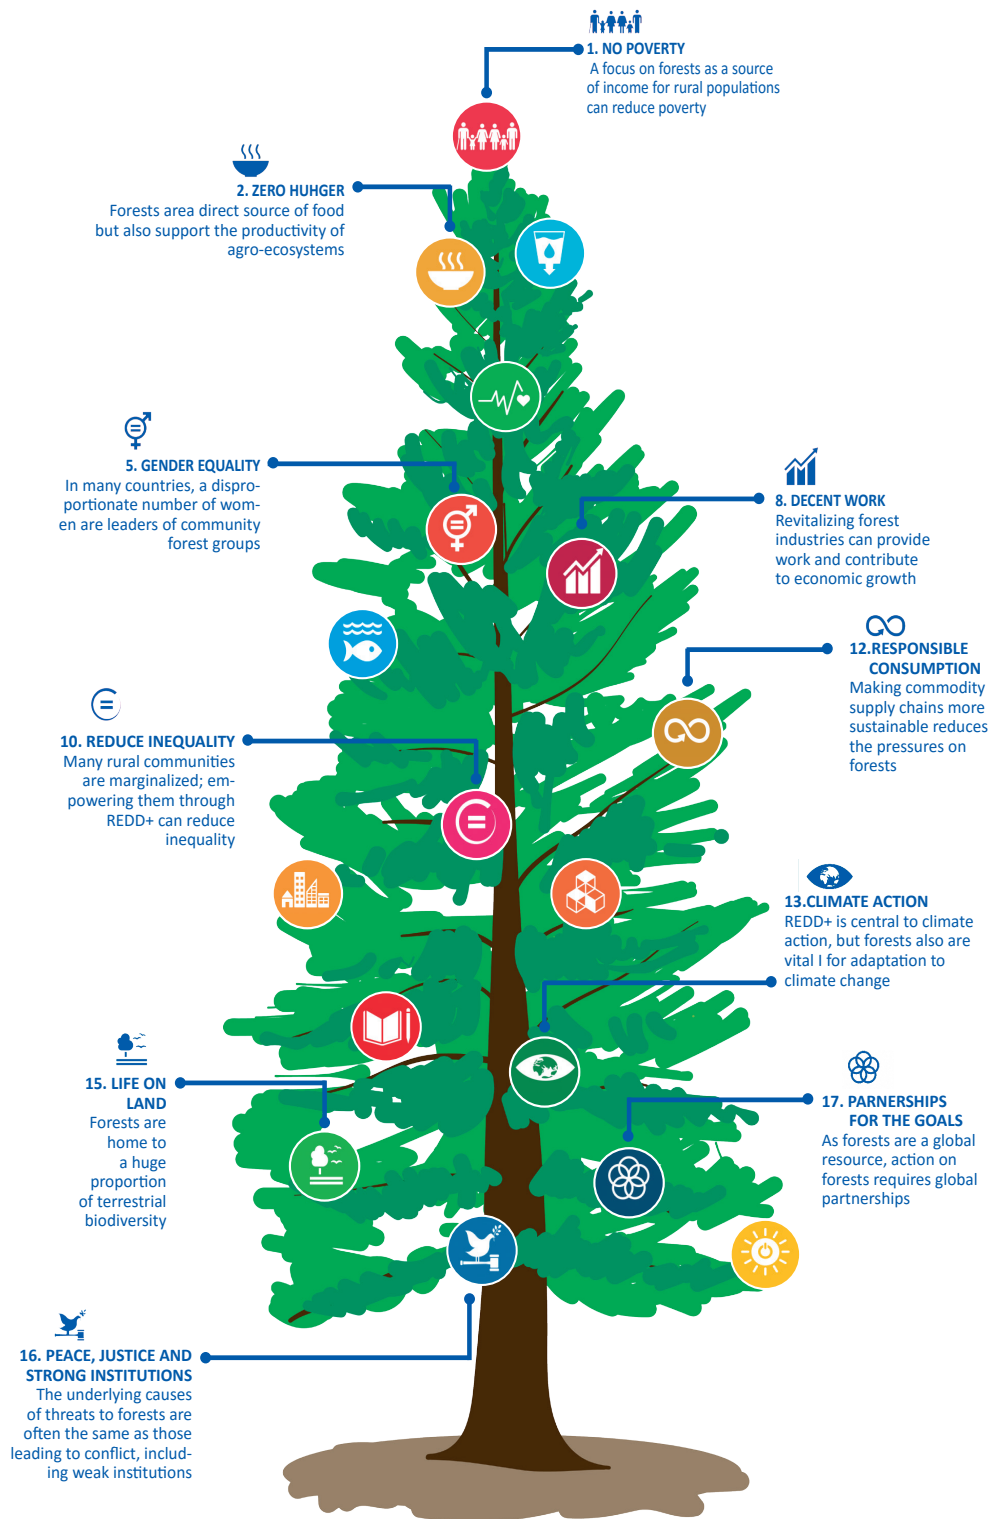 1. NO POVERTY
A focus on forests as a source
of income for rural populations
can reduce poverty
2. ZERO HUHGER
Forests area direct source of food
but also support the productivity of
agro-ecosystems
5. GENDER EQUALITY
In many countries, a dispro-
portionate number of wom-
en are leaders of community
forest groups
8. DECENT WORK
Revitalizing forest
industries can provide
work and contribute
to economic growth
12.RESPONSIBLE
CONSUMPTION
Making commodity
supply chains more
sustainable reduces
the pressures on
forests
10. REDUCE INEQUALITY
Many rural communities
are marginalized; em-
powering them through
REDD+ can reduce
inequality
13.CLIMATE ACTION
REDD+ is central to climate
action, but forests also are
vital I for adaptation to
climate change
15. LIFE ON
LAND
Forests are
home to
a huge
proportion
of terrestrial
biodiversity
17. PARNERSHIPS
FOR THE GOALS
As forests are a global
resource, action on
forests requires global
partnerships
16. PEACE, JUSTICE AND
STRONG INSTITUTIONS
The underlying causes
of threats to forests are
often the same as those
leading to conflict, includ-
ing weak institutions